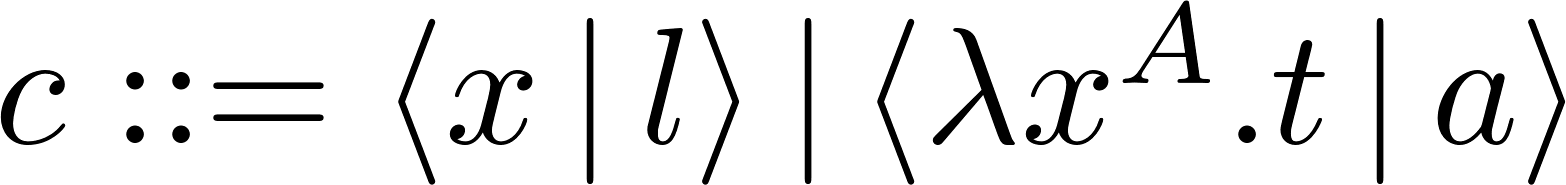 c ::= ⟨x | l⟩ | ⟨λx^A.t | a⟩